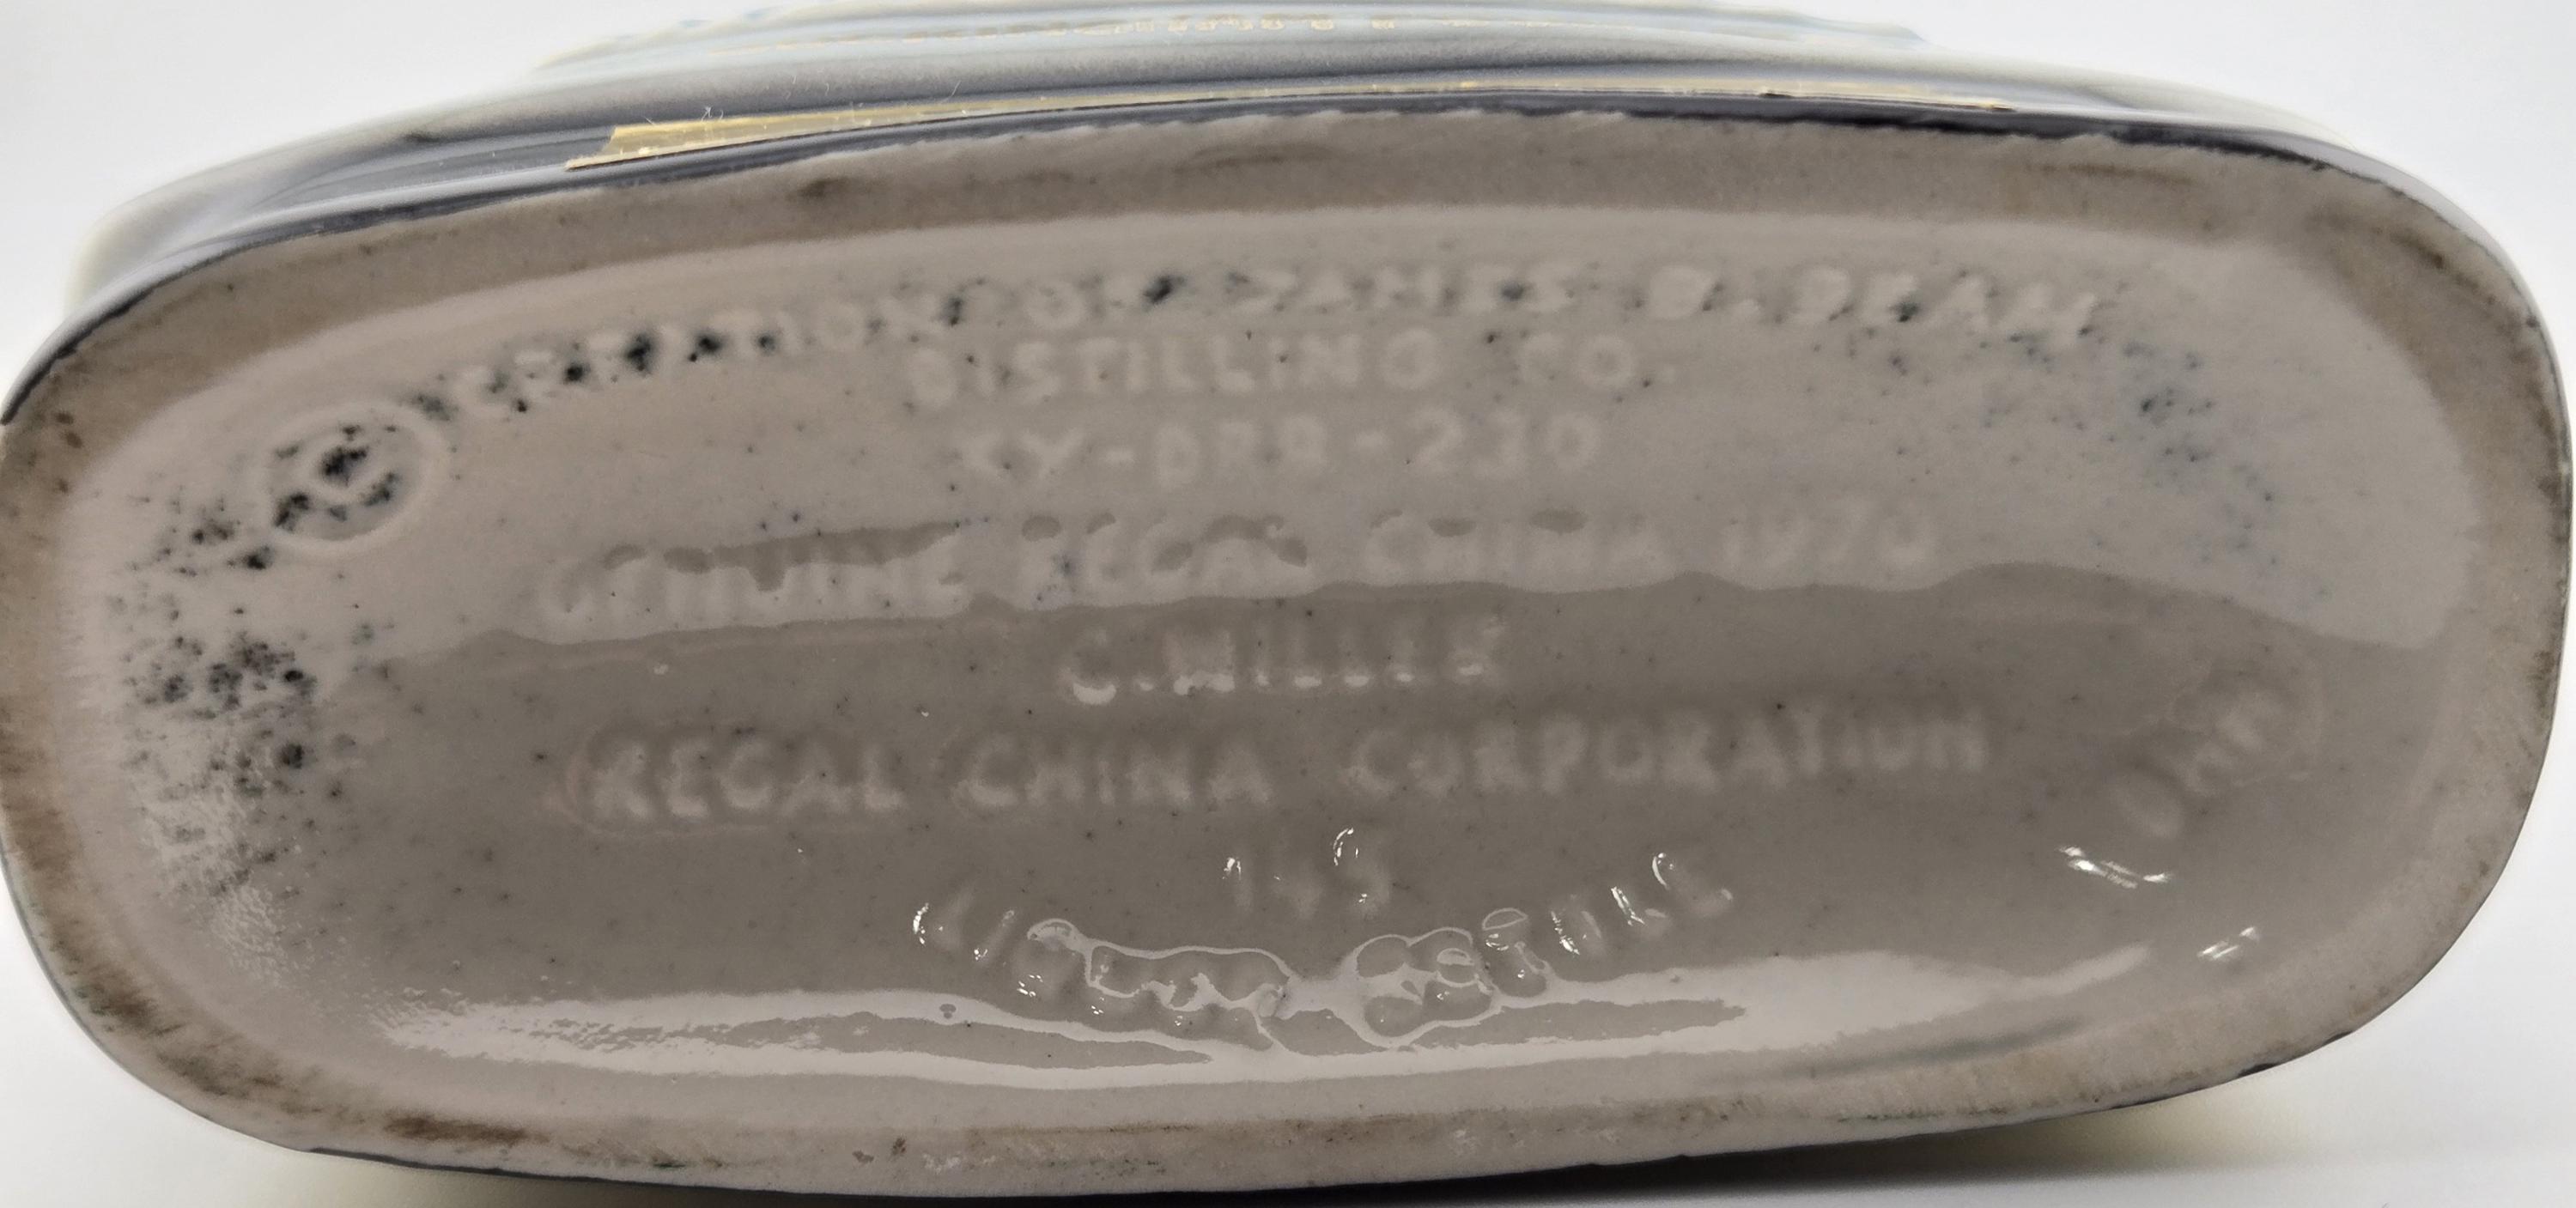 © CREATION OF JAMES B. BEAM
DISTILLING CO.
KY-DRB-230
GENUINE REGAL CHINA 1970
C. MILLER
REGAL CHINA CORPORATION
LIQUOR BOTTLE